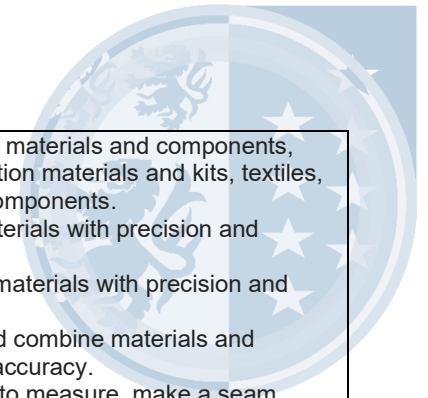 materials and components,
tion materials and kits, textiles,
omponents.
terials with precision and
materials with precision and
d combine materials and
accuracy.
to measure, make a seam